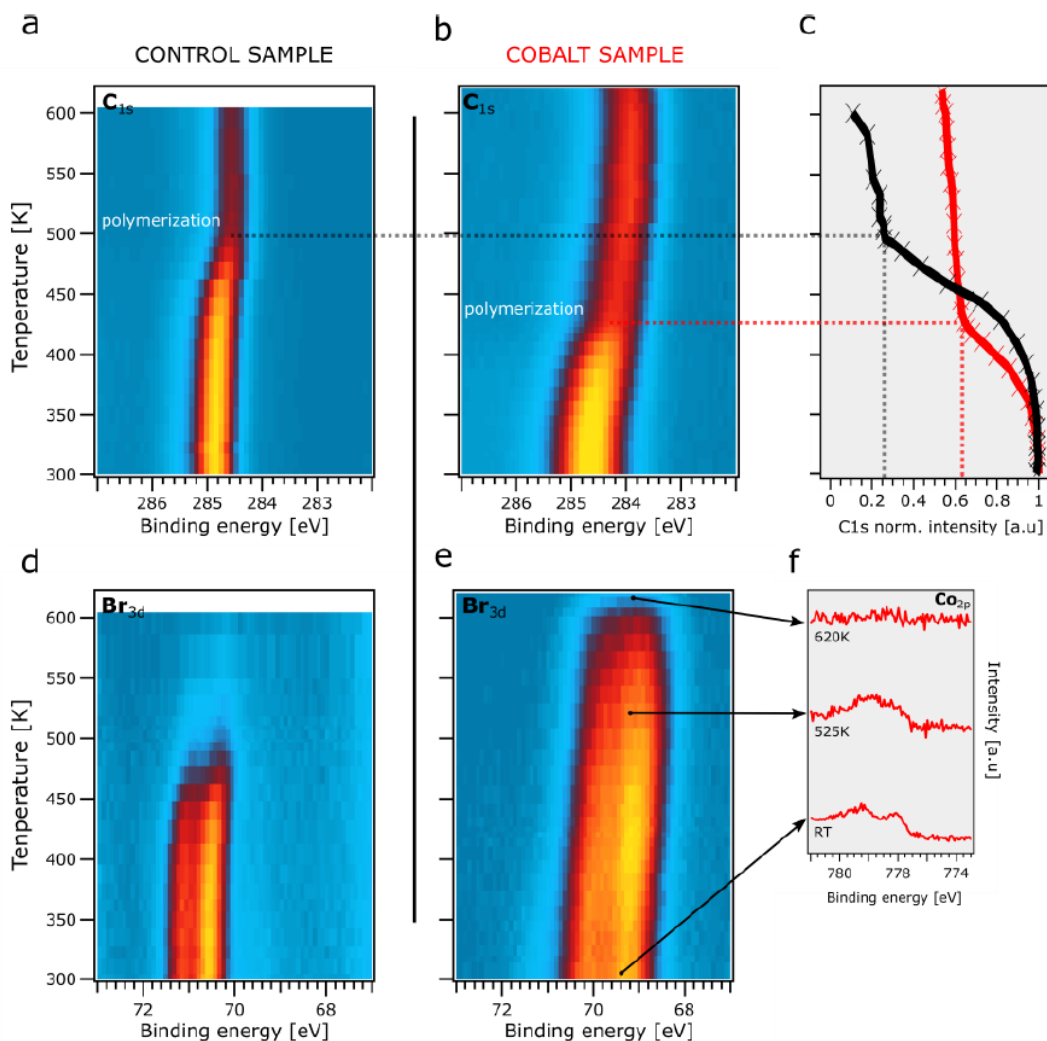 a
b
c
CONTROL SAMPLE
COBALT SAMPLE
C1s
C1s
600
550
500
450
400
350
300
Tenperature [K]
polymerization
polymerization
286 285 284 283
Binding energy [eV]
286 285 284 283
Binding energy [eV]
0 0.2 0.4 0.6 0.8 1
C1s norm. intensity [a.u]
d
e
f
Br3d
Br3d
Co2p
600
550
500
450
400
350
300
Tenperature [K]
620K
525K
RT
Intensity [a.u]
72 70 68
Binding energy [eV]
72 70 68
Binding energy [eV]
780 778 774
Binding energy [eV]